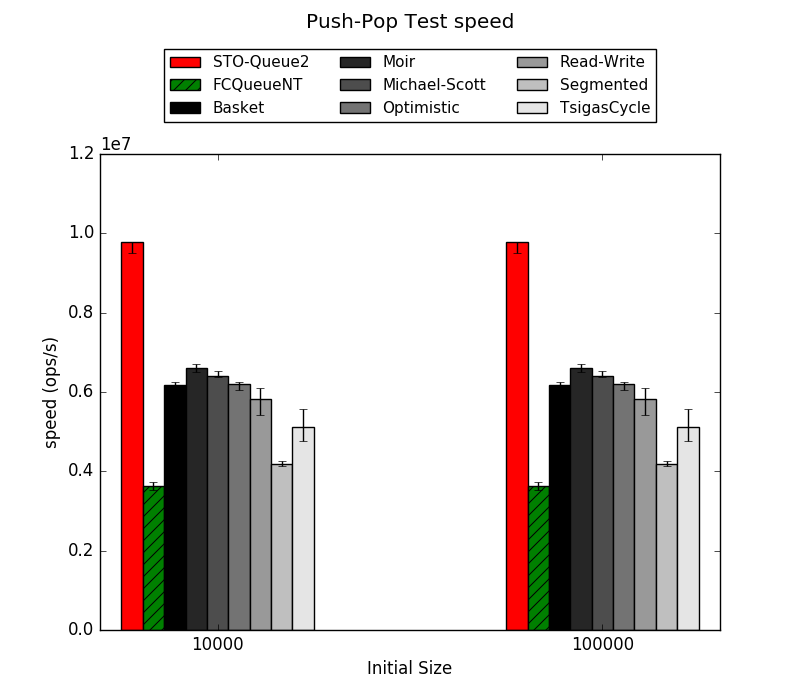 Push-Pop Test speed
STO-Queue2 Moir Read-Write
FCQueueNT Michael-Scott Segmented
Basket Optimistic TsigasCycle
1e7
1.2
1.0
0.8
0.6
0.4
0.2
0.0
speed (ops/s)
10000 100000
Initial Size